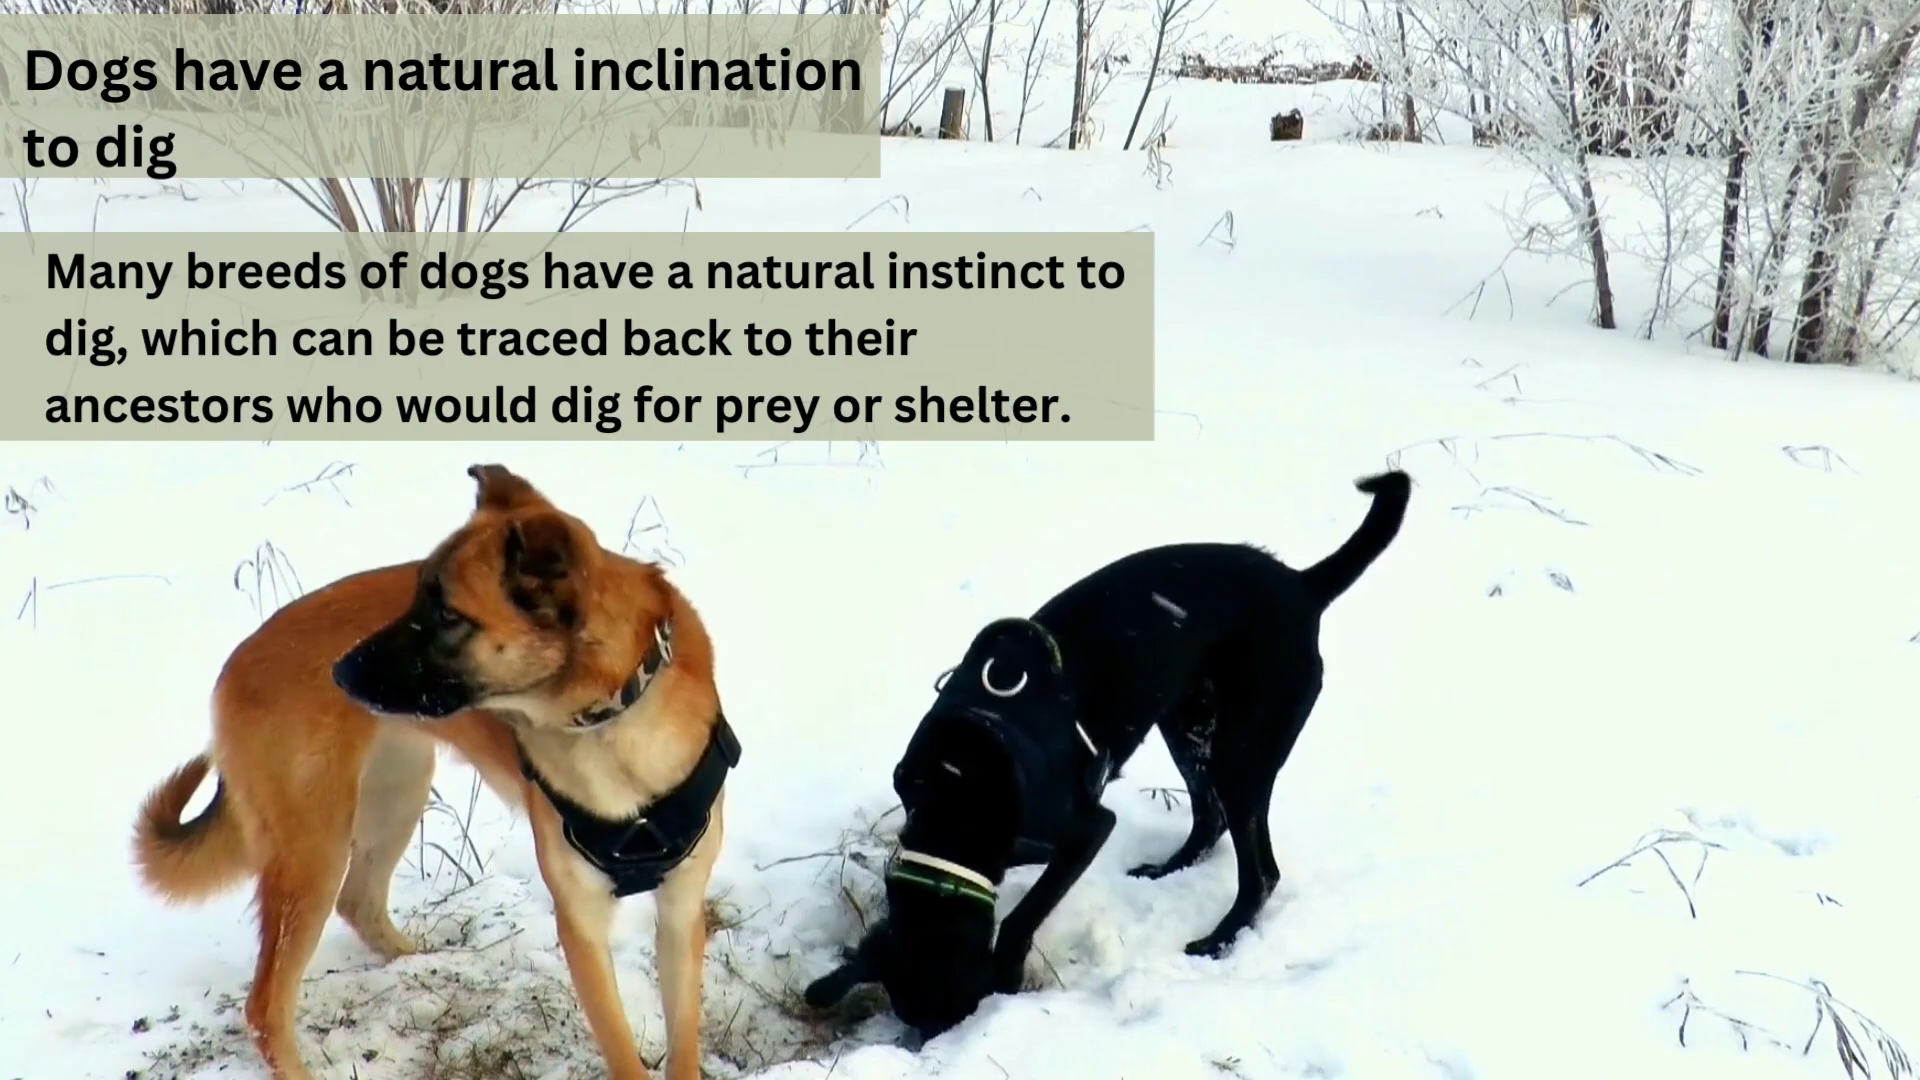 Dogs have a natural inclination
to dig
Many breeds of dogs have a natural instinct to
dig, which can be traced back to their
ancestors who would dig for prey or shelter.